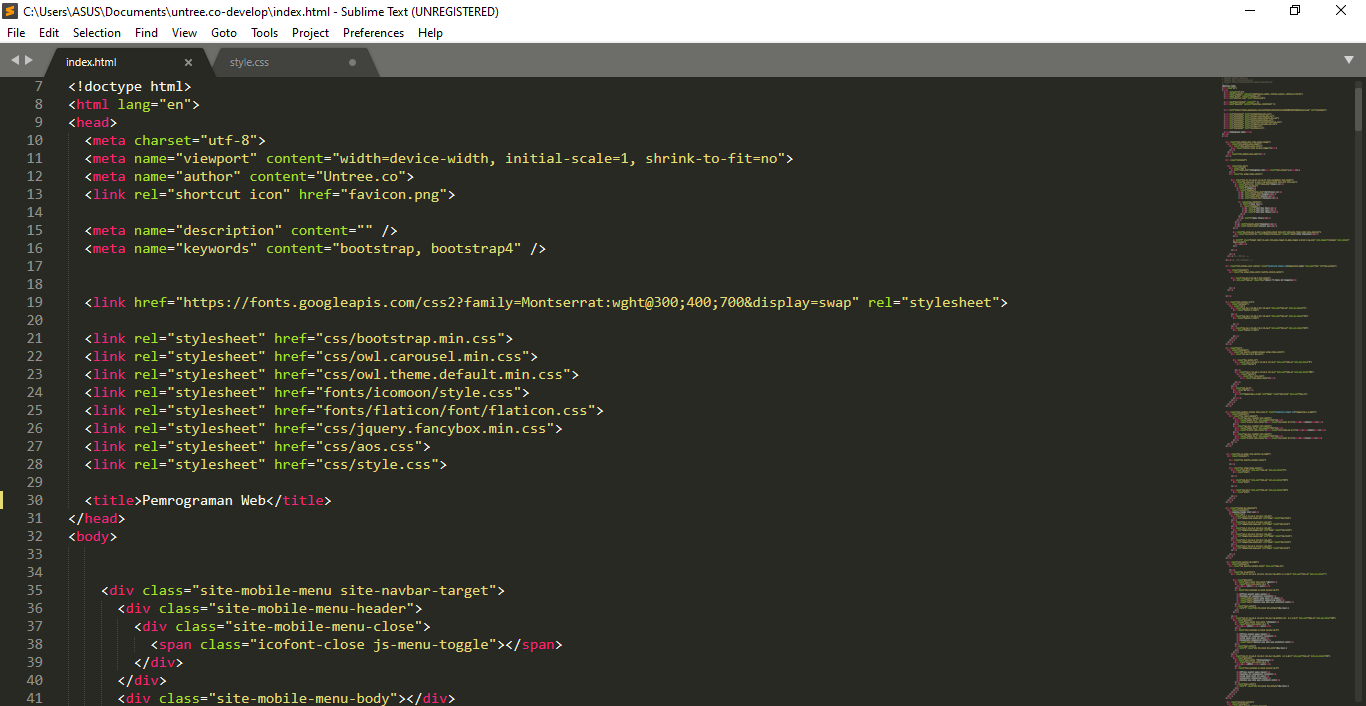 C:\Users\ASUS\Documents\untree.co-develop\index.html - Sublime Text (UNREGISTERED)
File Edit Selection Find View Goto Tools Project Preferences Help
index.html style.css
7 <!doctype html>
8 <html lang="en">
9 <head>
10 <meta charset="utf-8">
11 <meta name="viewport" content="width=device-width, initial-scale=1, shrink-to-fit=no">
12 <meta name="author" content="Untree.co">
13 <link rel="shortcut icon" href="favicon.png">
14
15 <meta name="description" content="" />
16 <meta name="keywords" content="bootstrap, bootstrap4" />
17
18
19 <link href="https://fonts.googleapis.com/css2?family=Montserrat:wght@300;400;700&display=swap" rel="stylesheet">
20
21 <link rel="stylesheet" href="css/bootstrap.min.css">
22 <link rel="stylesheet" href="css/owl.carousel.min.css">
23 <link rel="stylesheet" href="css/owl.theme.default.min.css">
24 <link rel="stylesheet" href="fonts/icomoon/style.css">
25 <link rel="stylesheet" href="fonts/flaticon/font/flaticon.css">
26 <link rel="stylesheet" href="css/jquery.fancybox.min.css">
27 <link rel="stylesheet" href="css/aos.css">
28 <link rel="stylesheet" href="css/style.css">
29
30 <title>Pemrograman Web</title>
31 </head>
32 <body>
33
34
35 <div class="site-mobile-menu site-navbar-target">
36 <div class="site-mobile-menu-header">
37 <div class="site-mobile-menu-close">
38 <span class="icofont-close js-menu-toggle"></span>
39 </div>
40 </div>
41 <div class="site-mobile-menu-body"></div>